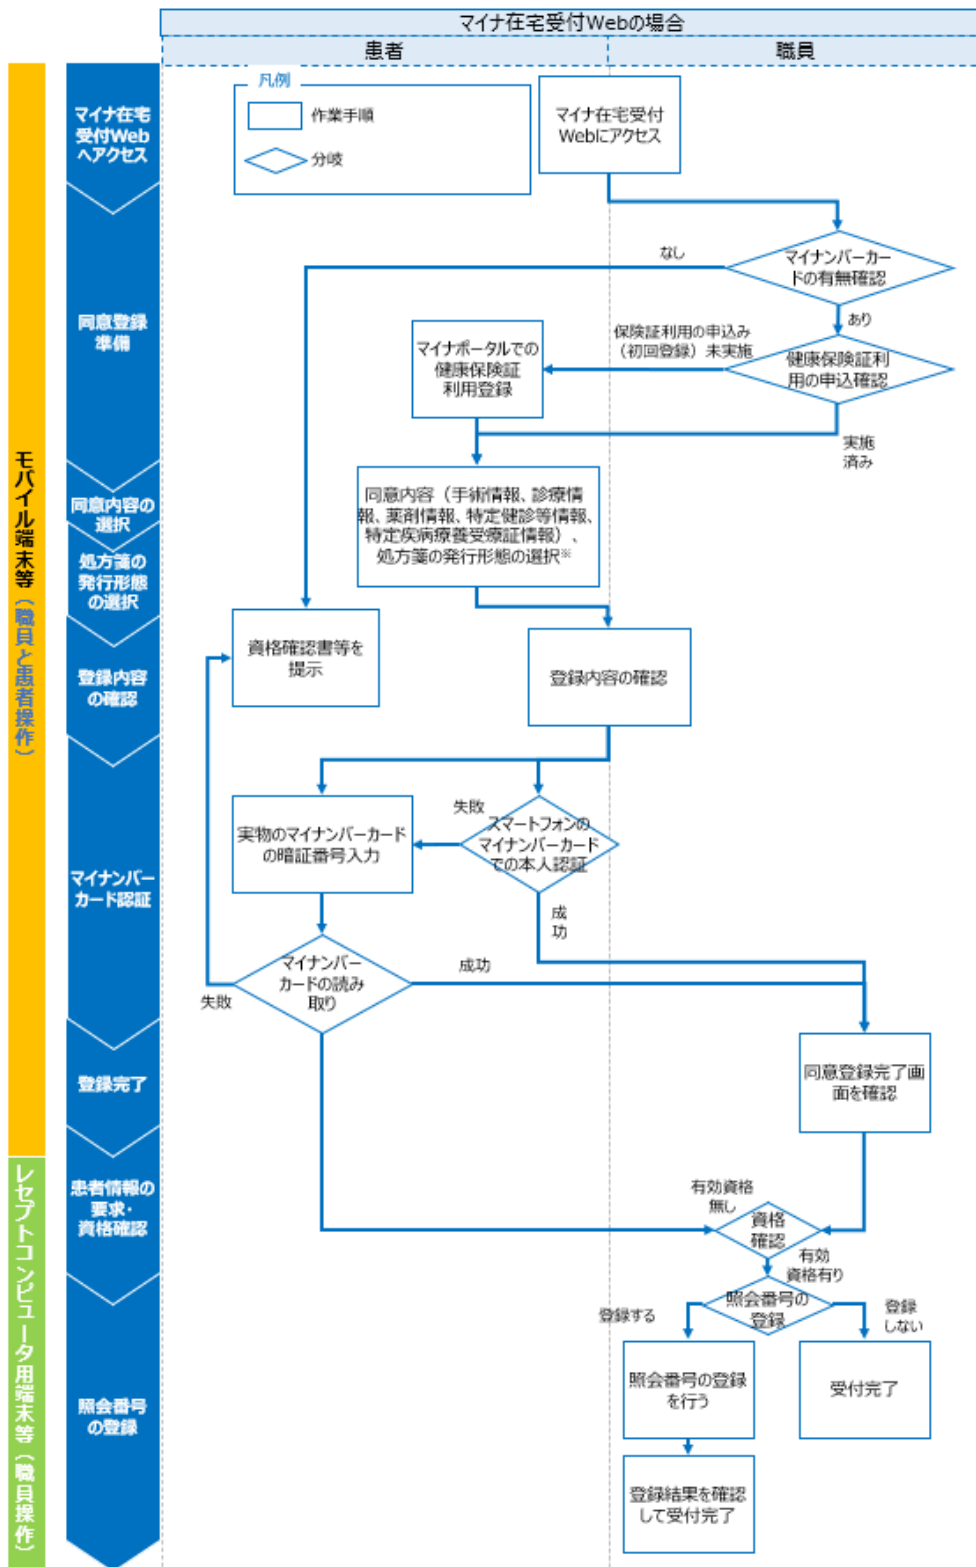 マイナ在宅受付Webの場合
患者
職員
凡例
作業手順
分岐
マイナ在宅
受付Web
へアクセス
マイナ在宅受付
Webにアクセス
なし
マイナンバーカー
ドの有無確認
あり
同意登録
準備
保険証利用の申込み
（初回登録）未実施
マイナポータルでの
健康保険証
利用登録
健康保険証利
用の申込確認
実施
済み
モバイル端末等（職員と患者操作）
同意内容の
選択
処方箋の
発行形態
の選択
同意内容（手術情報、診療情
報、薬剤情報、特定健診等情報、
特定疾病療養受療証情報）、
処方箋の発行形態の選択※
登録内容
の確認
資格確認書等を
提示
登録内容の確認
マイナンバー
カード認証
実物のマイナンバーカード
の暗証番号入力
失敗
スマートフォンの
マイナンバーカード
での本人認証
成
功
マイナンバー
カードの読み
取り
成功
失敗
登録完了
同意登録完了画
面を確認
レセプトコンピュータ用端末等（職員操作）
患者情報の
要求・
資格確認
有効資格
無し
資格
確認
有効
資格有り
照会番号
の登録
照会番号の
登録
登録する
登録
しない
照会番号の登録
を行う
受付完了
登録結果を確認
して受付完了